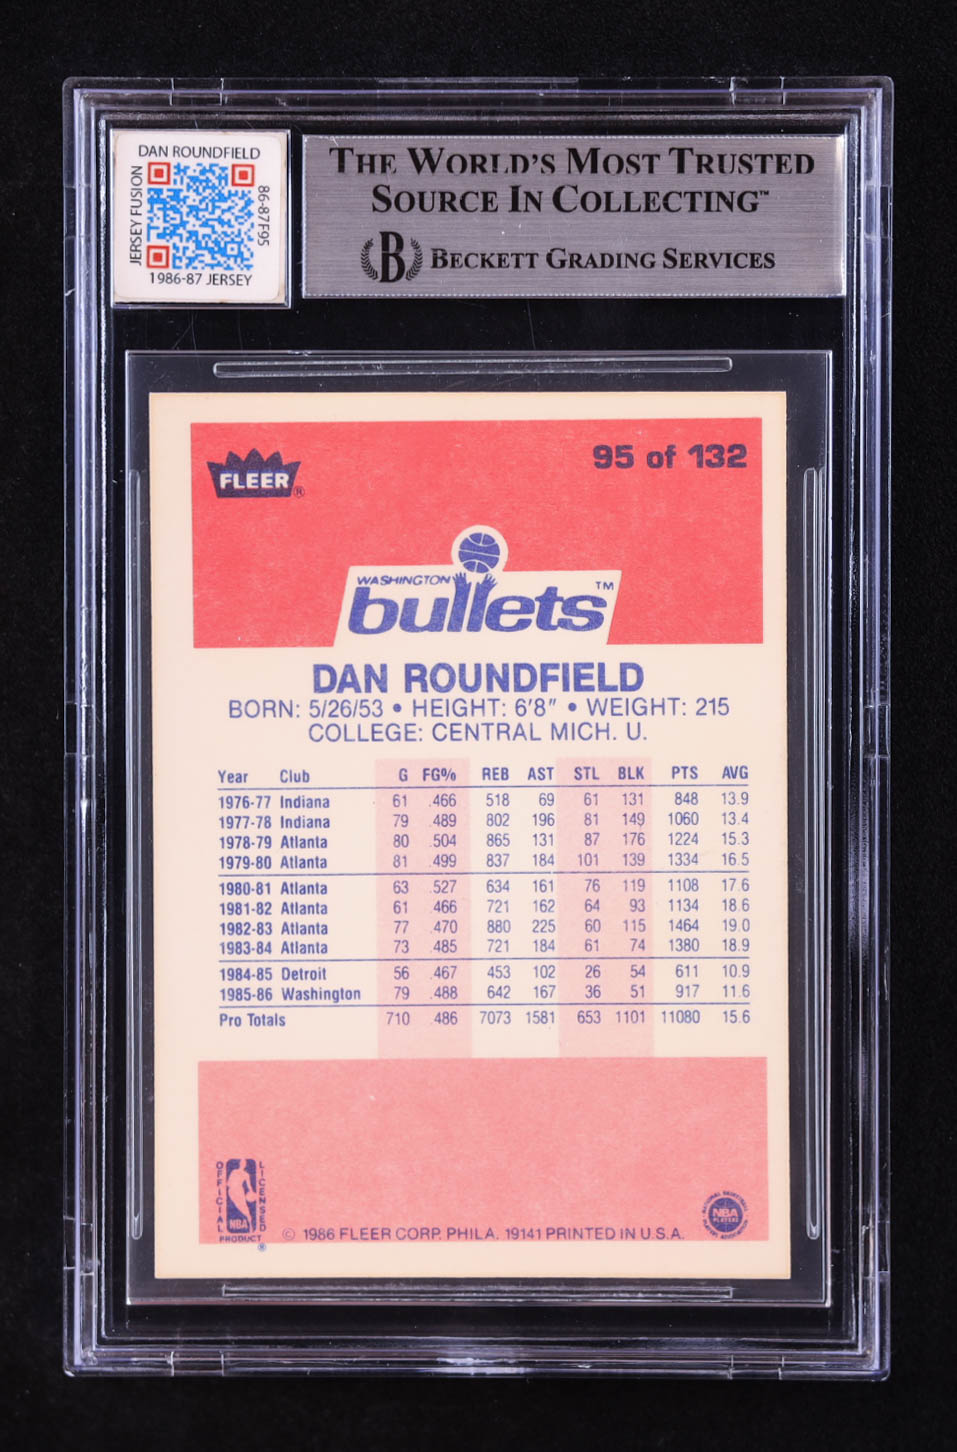 DAN ROUNDFIELD
JERSEY FUSION
86-87F95
1986-87 JERSEY
THE WORLD'S MOST TRUSTED
SOURCE IN COLLECTING™
B BECKETT GRADING SERVICES
FLEER®
95 of 132
WASHINGTON
bullets™
DAN ROUNDFIELD
BORN: 5/26/53 • HEIGHT: 6'8" • WEIGHT: 215
COLLEGE: CENTRAL MICH. U.
Year Club G FG% REB AST STL BLK PTS AVG
1976-77 Indiana 61 .466 518 69 61 131 848 13.9
1977-78 Indiana 79 .489 802 196 81 149 1060 13.4
1978-79 Atlanta 80 .504 865 131 87 176 1224 15.3
1979-80 Atlanta 81 .499 837 184 101 139 1334 16.5
1980-81 Atlanta 63 .527 634 161 76 119 1108 17.6
1981-82 Atlanta 61 .466 721 162 64 93 1134 18.6
1982-83 Atlanta 77 .470 880 225 60 115 1464 19.0
1983-84 Atlanta 73 .485 721 184 61 74 1380 18.9
1984-85 Detroit 56 .467 453 102 26 54 611 10.9
1985-86 Washington 79 .488 642 167 36 51 917 11.6
Pro Totals 710 .486 7073 1581 653 1101 11080 15.6
OFFICIAL
LICENSED
NBA
PRODUCT
®
© 1986 FLEER CORP. PHILA. 19141 PRINTED IN U.S.A.
NATIONAL BASKETBALL
NBA
PLAYERS
PLAYERS ASSOCIATION